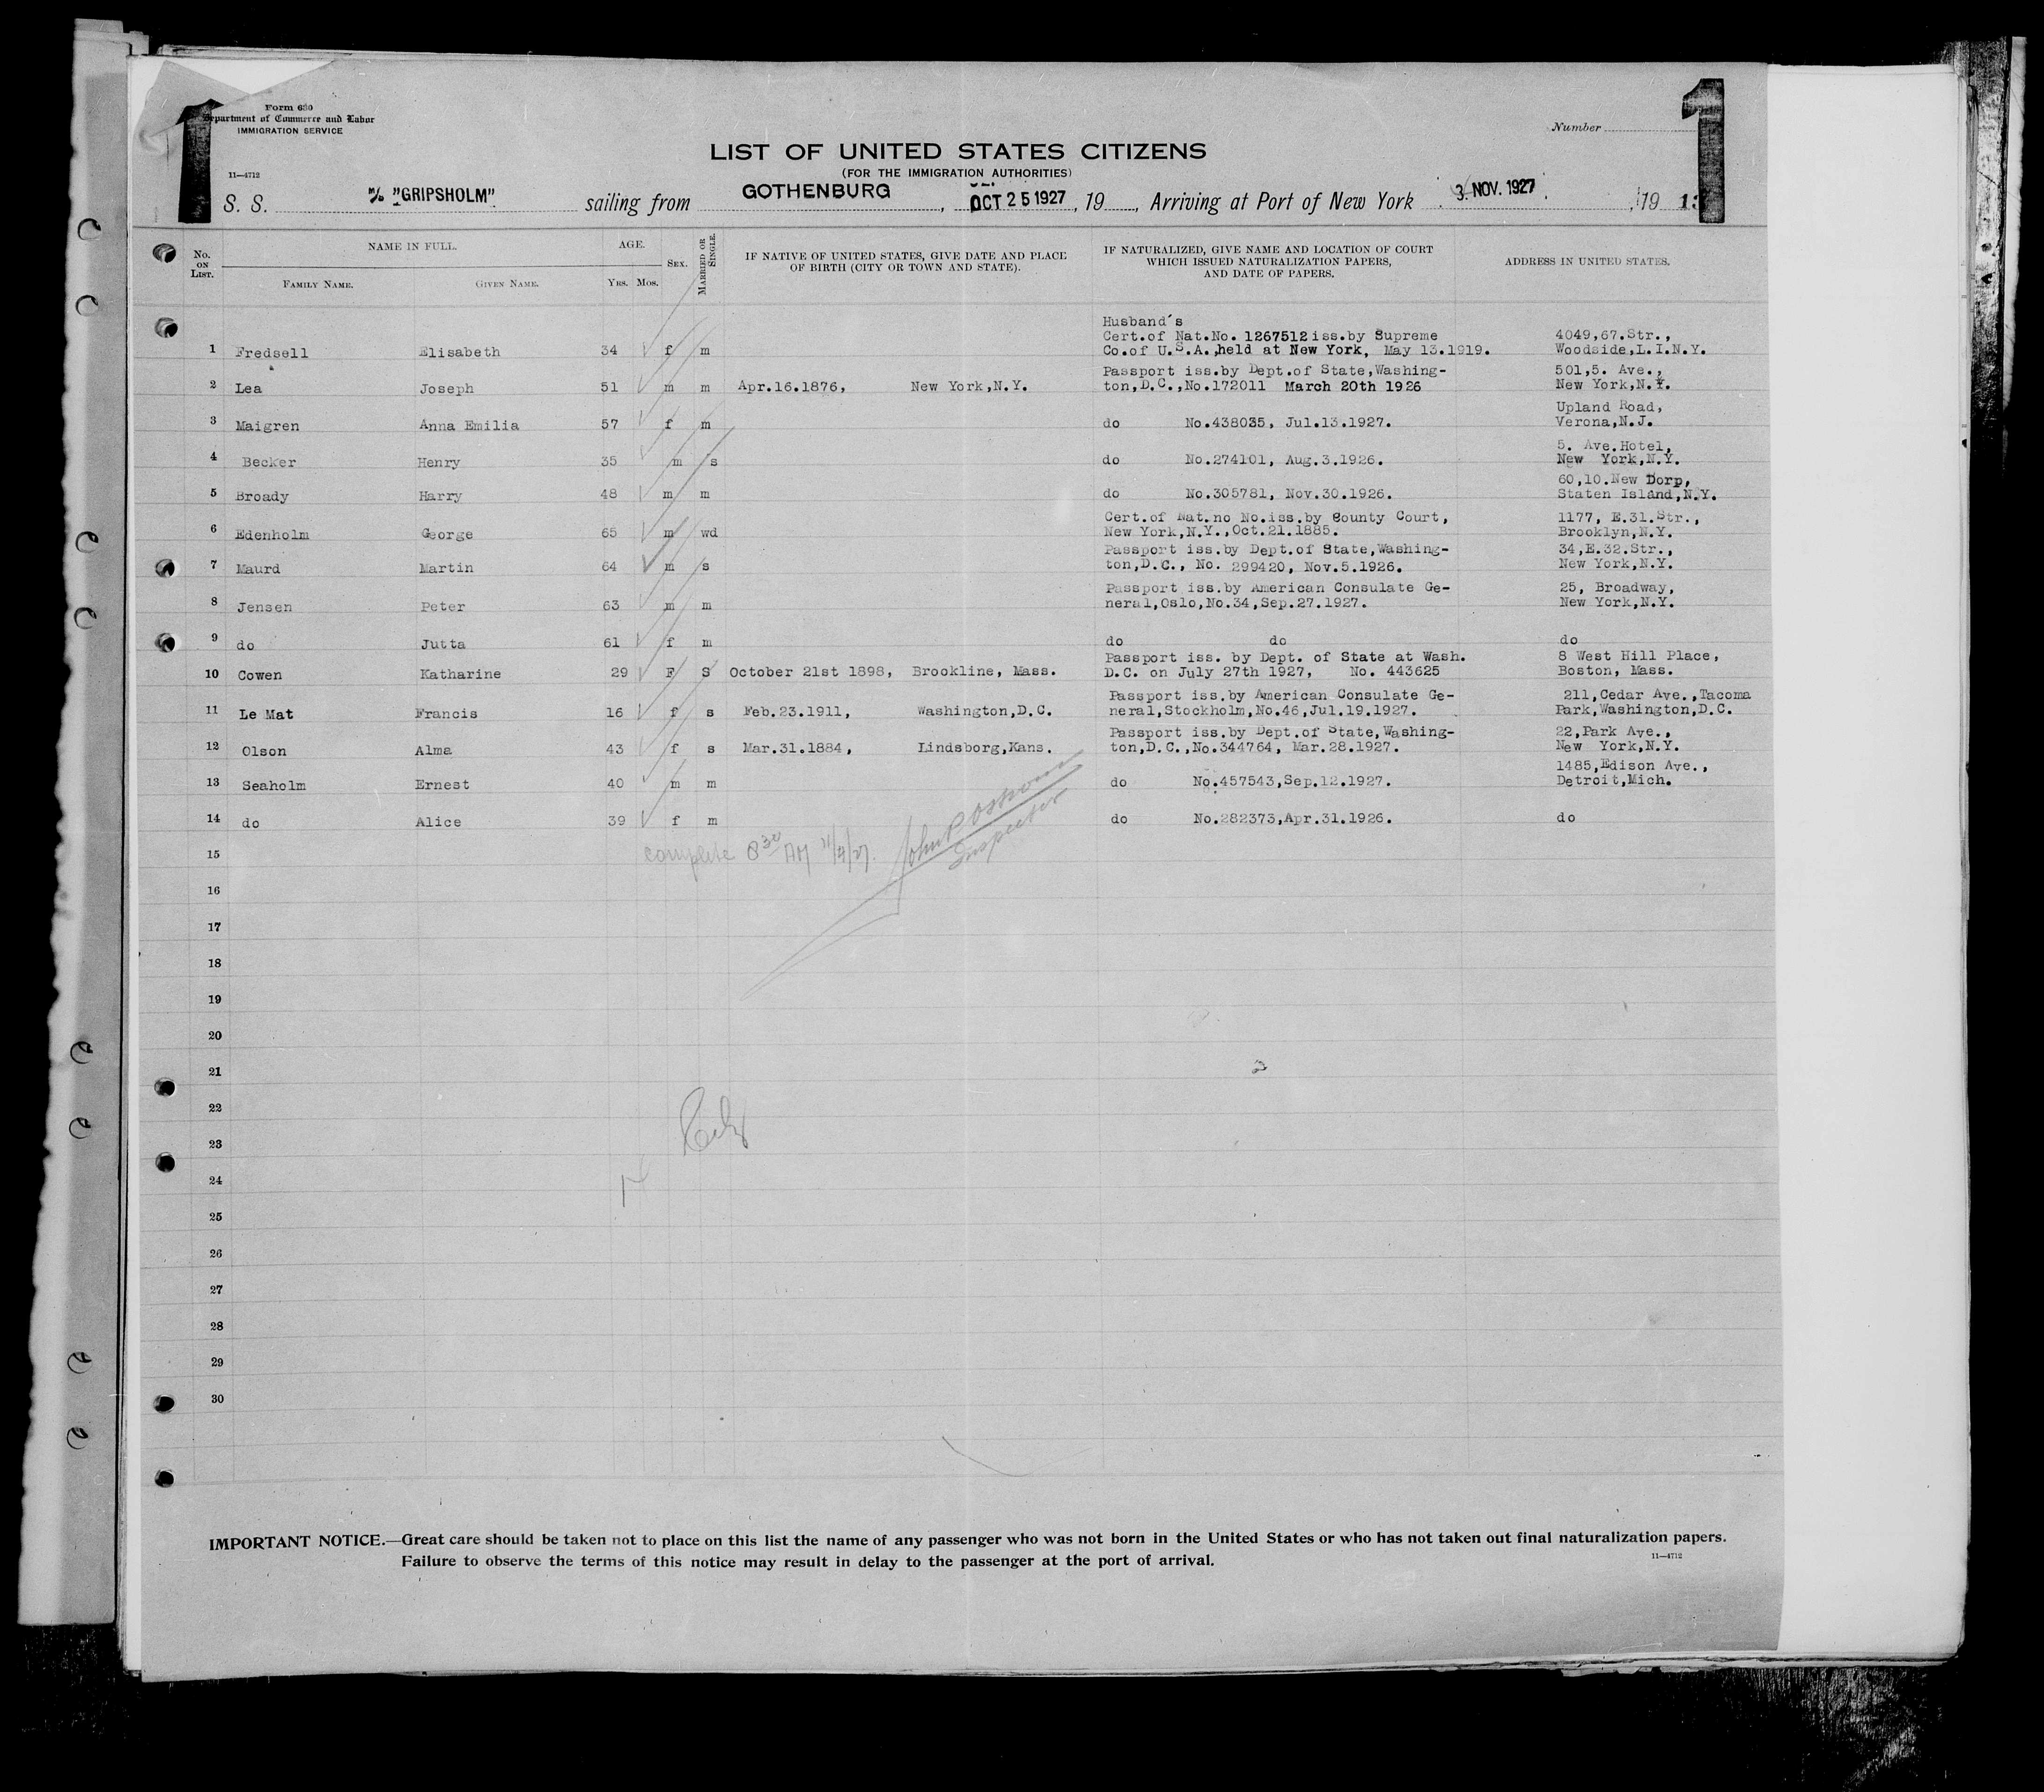 1
Form 630
Department of Commerce and Labor
IMMIGRATION SERVICE
11—4712
Number
1
LIST OF UNITED STATES CITIZENS
(FOR THE IMMIGRATION AUTHORITIES)
S. S. M/S "GRIPSHOLM" sailing from GOTHENBURG, OCT 25 1927, 19, Arriving at Port of New York 3 NOV. 1927, 19
No. ON LIST. NAME IN FULL. AGE. SEX. MARRIED OR SINGLE. IF NATIVE OF UNITED STATES, GIVE DATE AND PLACE OF BIRTH (CITY OR TOWN AND STATE). IF NATURALIZED, GIVE NAME AND LOCATION OF COURT WHICH ISSUED NATURALIZATION PAPERS, AND DATE OF PAPERS. ADDRESS IN UNITED STATES.
FAMILY NAME. GIVEN NAME. YRS. MOS.
Husband's
Cert.of Nat.No. 1267512 iss.by Supreme 4049,67.Str.,
1 Fredsell Elisabeth 34 f m Co.of U.S.A.,held at New York, May 13.1919. Woodside,L.I.N.Y.
Passport iss.by Dept.of State,Washing- 501,5. Ave.,
2 Lea Joseph 51 m m Apr.16.1876, New York,N.Y. ton,D.C.,No.172011 March 20th 1926 New York,N.Y.
Upland Road,
3 Maigren Anna Emilia 57 f m do No.438035, Jul.13.1927. Verona,N.J.
5. Ave.Hotel,
4 Becker Henry 35 m s do No.274101, Aug.3.1926. New York,N.Y.
60,10.New Dorp,
5 Broady Harry 48 m m do No.305781, Nov.30.1926. Staten Island,N.Y.
Cert.of Nat.no No.iss.by County Court, 1177, E.31.Str.,
6 Edenholm George 65 m wd New York,N.Y.,Oct.21.1885. Brooklyn,N.Y.
Passport iss.by Dept.of State,Washing- 34,E.32.Str.,
7 Maurd Martin 64 m s ton,D.C., No. 299420, Nov.5.1926. New York,N.Y.
Passport iss.by American Consulate Ge- 25, Broadway,
8 Jensen Peter 63 m m neral,Oslo,No.34,Sep.27.1927. New York,N.Y.
9 do Jutta 61 f m do do do
Passport iss. by Dept. of State at Wash. 8 West Hill Place,
10 Cowen Katharine 29 F S October 21st 1898, Brookline, Mass. D.C. on July 27th 1927, No. 443625 Boston, Mass.
Passport iss.by American Consulate Ge- 211,Cedar Ave.,Tacoma
11 Le Mat Francis 16 f s Feb.23.1911, Washington,D.C. neral,Stockholm,No.46,Jul.19.1927. Park,Washington,D.C.
Passport iss.by Dept.of State,Washing- 22,Park Ave.,
12 Olson Alma 43 f s Mar.31.1884, Lindsborg,Kans. ton,D.C.,No.344764, Mar.28.1927. New York,N.Y.
1485,Edison Ave.,
13 Seaholm Ernest 40 m m do No.457543,Sep.12.1927. Detroit,Mich.
14 do Alice 39 f m do No.282373,Apr.31.1926. do
complete 8 30 AM
Inspector
15
16
17
18
19
20
21
22
23
24
25
26
27
28
29
30
IMPORTANT NOTICE.—Great care should be taken not to place on this list the name of any passenger who was not born in the United States or who has not taken out final naturalization papers.
Failure to observe the terms of this notice may result in delay to the passenger at the port of arrival.
11—4712